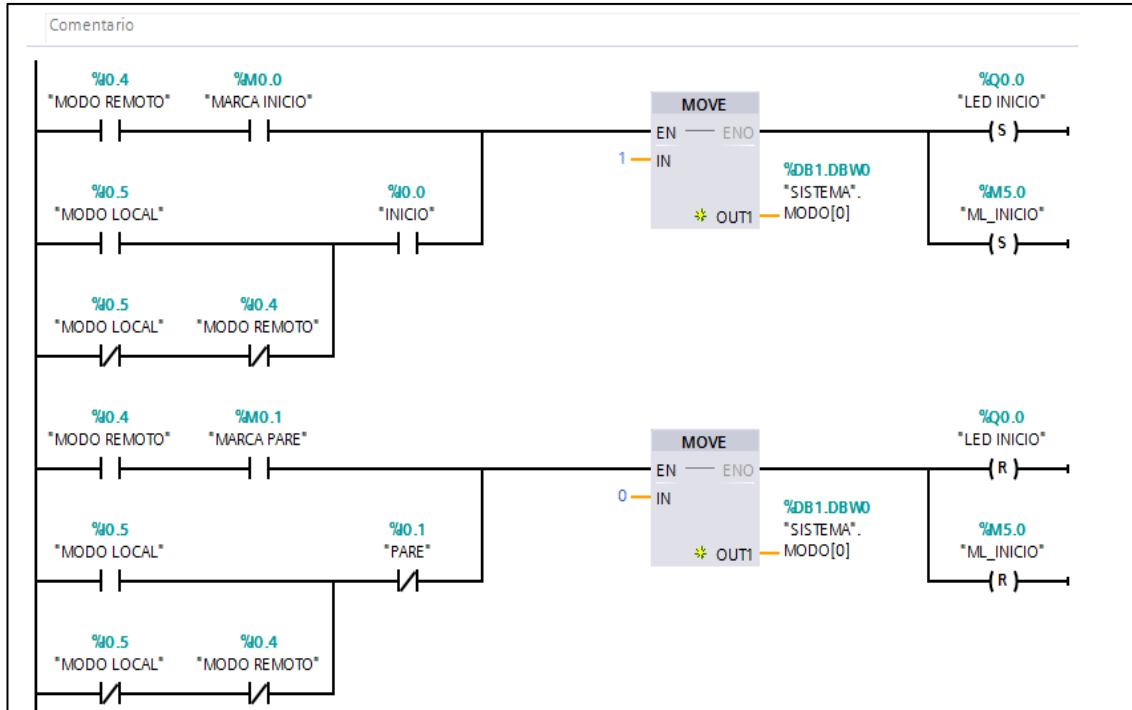 Comentario
%I0.4
"MODO REMOTO"
%M0.0
"MARCA INICIO"
MOVE
EN ENO
1 IN
OUT1
%DB1.DBW0
"SISTEMA".
MODO[0]
%Q0.0
"LED INICIO"
S
%I0.5
"MODO LOCAL"
%I0.0
"INICIO"
%M5.0
"ML_INICIO"
S
%I0.5
"MODO LOCAL"
%I0.4
"MODO REMOTO"
%I0.4
"MODO REMOTO"
%M0.1
"MARCA PARE"
MOVE
EN ENO
0 IN
OUT1
%DB1.DBW0
"SISTEMA".
MODO[0]
%Q0.0
"LED INICIO"
R
%I0.5
"MODO LOCAL"
%I0.1
"PARE"
%M5.0
"ML_INICIO"
R
%I0.5
"MODO LOCAL"
%I0.4
"MODO REMOTO"